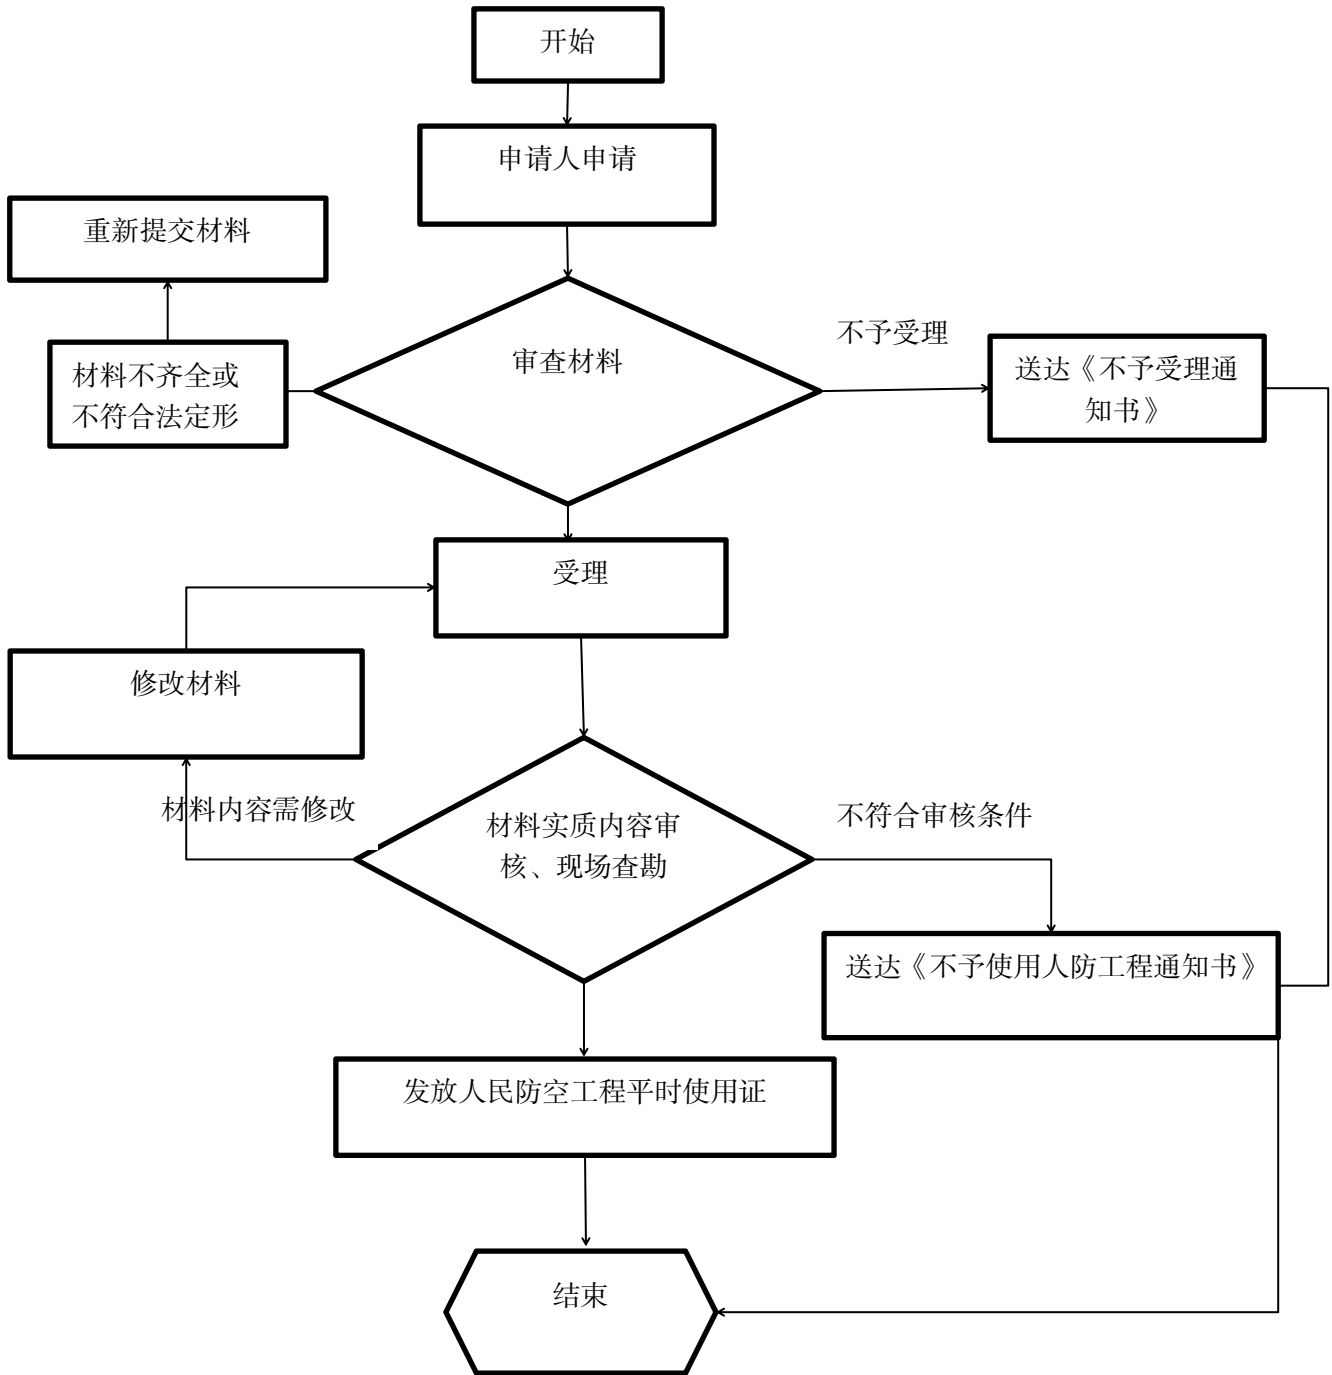 开始
申请人申请
重新提交材料
审查材料
不予受理
材料不齐全或
不符合法定形
送达《不予受理通
知书》
受理
修改材料
材料内容需修改
材料实质内容审
核、现场查勘
不符合审核条件
送达《不予使用人防工程通知书》
发放人民防空工程平时使用证
结束